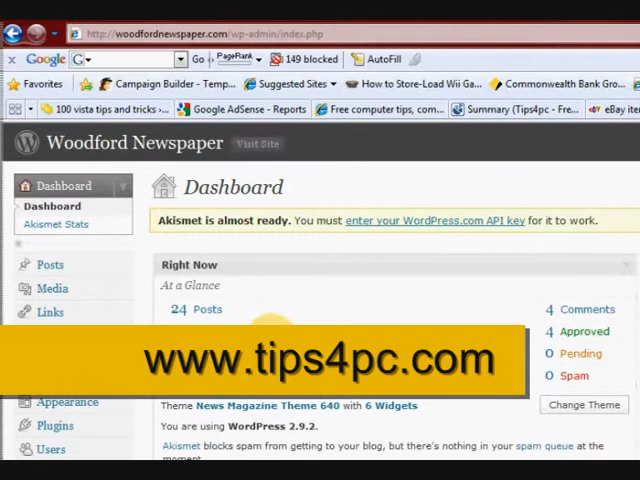 http://woodfordnewspaper.com/wp-admin/index.php
x Google G Go PageRank 149 blocked AutoFill
Favorites Campaign Builder - Temp... Suggested Sites How to Store-Load Wii Ga... Commonwealth Bank Gro...
100 vista tips and tricks ›... Google AdSense - Reports Free computer tips, com... Summary (Tips4pc - Fre... eBay iter
Woodford Newspaper Visit Site
Dashboard
Dashboard
Akismet Stats
Posts
Media
Links
Appearance
Plugins
Users
Dashboard
Akismet is almost ready. You must enter your WordPress.com API key for it to work.
Right Now
At a Glance
24 Posts
4 Comments
4 Approved
0 Pending
0 Spam
www.tips4pc.com
Theme News Magazine Theme 640 with 6 Widgets
Change Theme
You are using WordPress 2.9.2.
Akismet blocks spam from getting to your blog, but there's nothing in your spam queue at the
moment.